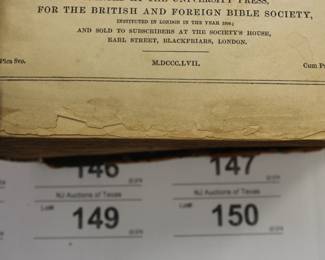 FOR THE BRITISH AND FOREIGN BIBLE SOCIETY,
INSTITUTED IN LONDON IN THE YEAR 1804;
AND SOLD TO SUBSCRIBERS AT THE SOCIETY'S HOUSE,
EARL STREET, BLACKFRIARS, LONDON.
Pica 8vo. M.DCCC.LVII. Cum Pr
146 147
NJ Auctions of Texas NJ Auctions of Texas
Lot# Lot#
149 150